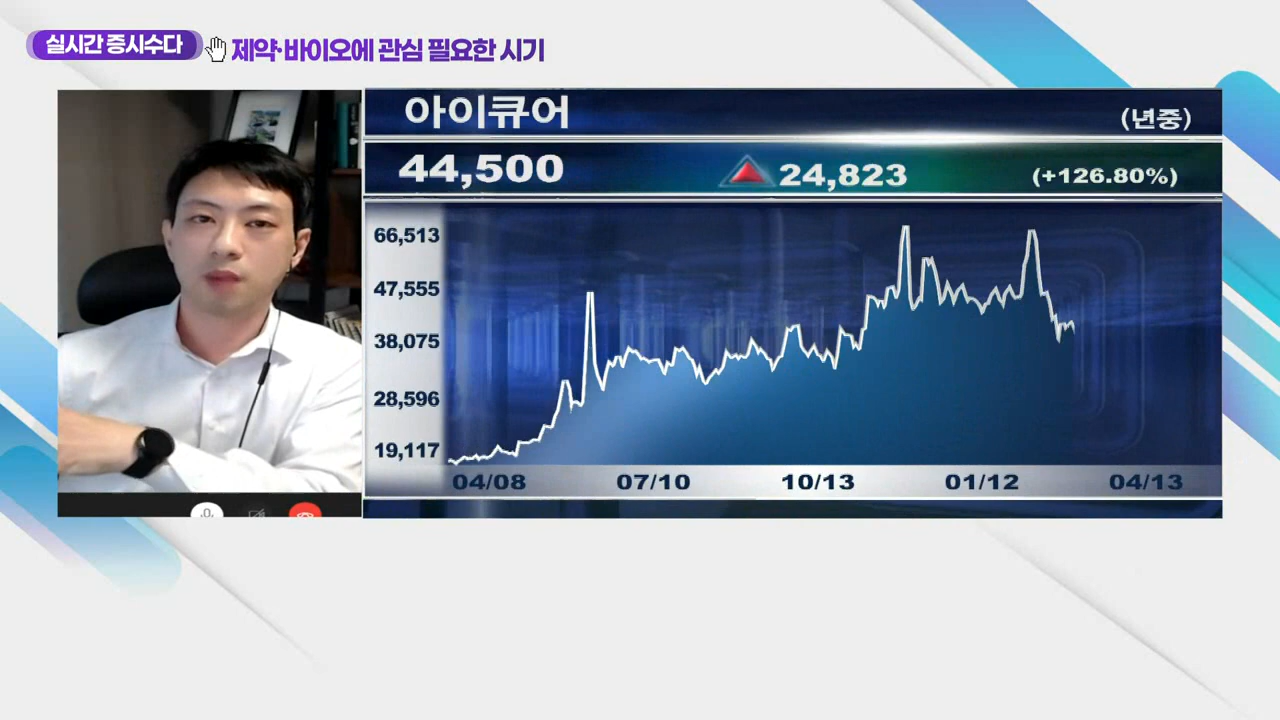 실시간 증시수다
제약·바이오에 관심 필요한 시기
아이큐어 (년중)
44,500 24,823 (+126.80%)
66,513
47,555
38,075
28,596
19,117
04/08 07/10 10/13 01/12 04/13